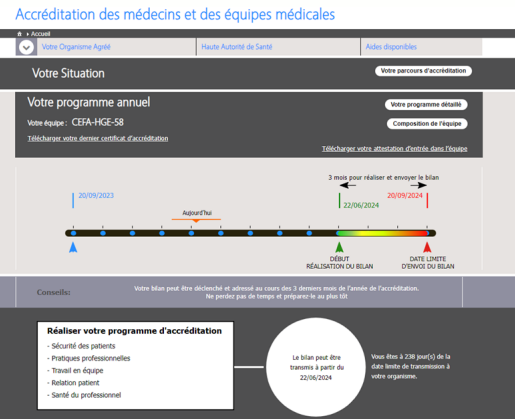 Accréditation des médecins et des équipes médicales
› Accueil
Votre Organisme Agréé
Haute Autorité de Santé
Aides disponibles
Votre Situation
Votre parcours d'accréditation
Votre programme annuel
Votre programme détaillé
Votre équipe : CEFA-HGE-58
Composition de l'équipe
Télécharger votre dernier certificat d'accréditation
Télécharger votre attestation d'entrée dans l'équipe
3 mois pour réaliser et envoyer le bilan
20/09/2023
20/09/2024
22/06/2024
Aujourd'hui
DÉBUT
RÉALISATION DU BILAN
DATE LIMITE
D'ENVOI DU BILAN
Conseils:
Votre bilan peut être déclenché et adressé au cours des 3 derniers mois de l'année de l'accréditation.
Ne perdez pas de temps et préparez-le au plus tôt
Réaliser votre programme d'accréditation
- Sécurité des patients
- Pratiques professionnelles
- Travail en équipe
- Relation patient
- Santé du professionnel
Le bilan peut être
transmis à partir du
22/06/2024
Vous êtes à 238 jour(s) de la
date limite de transmission à
votre organisme.